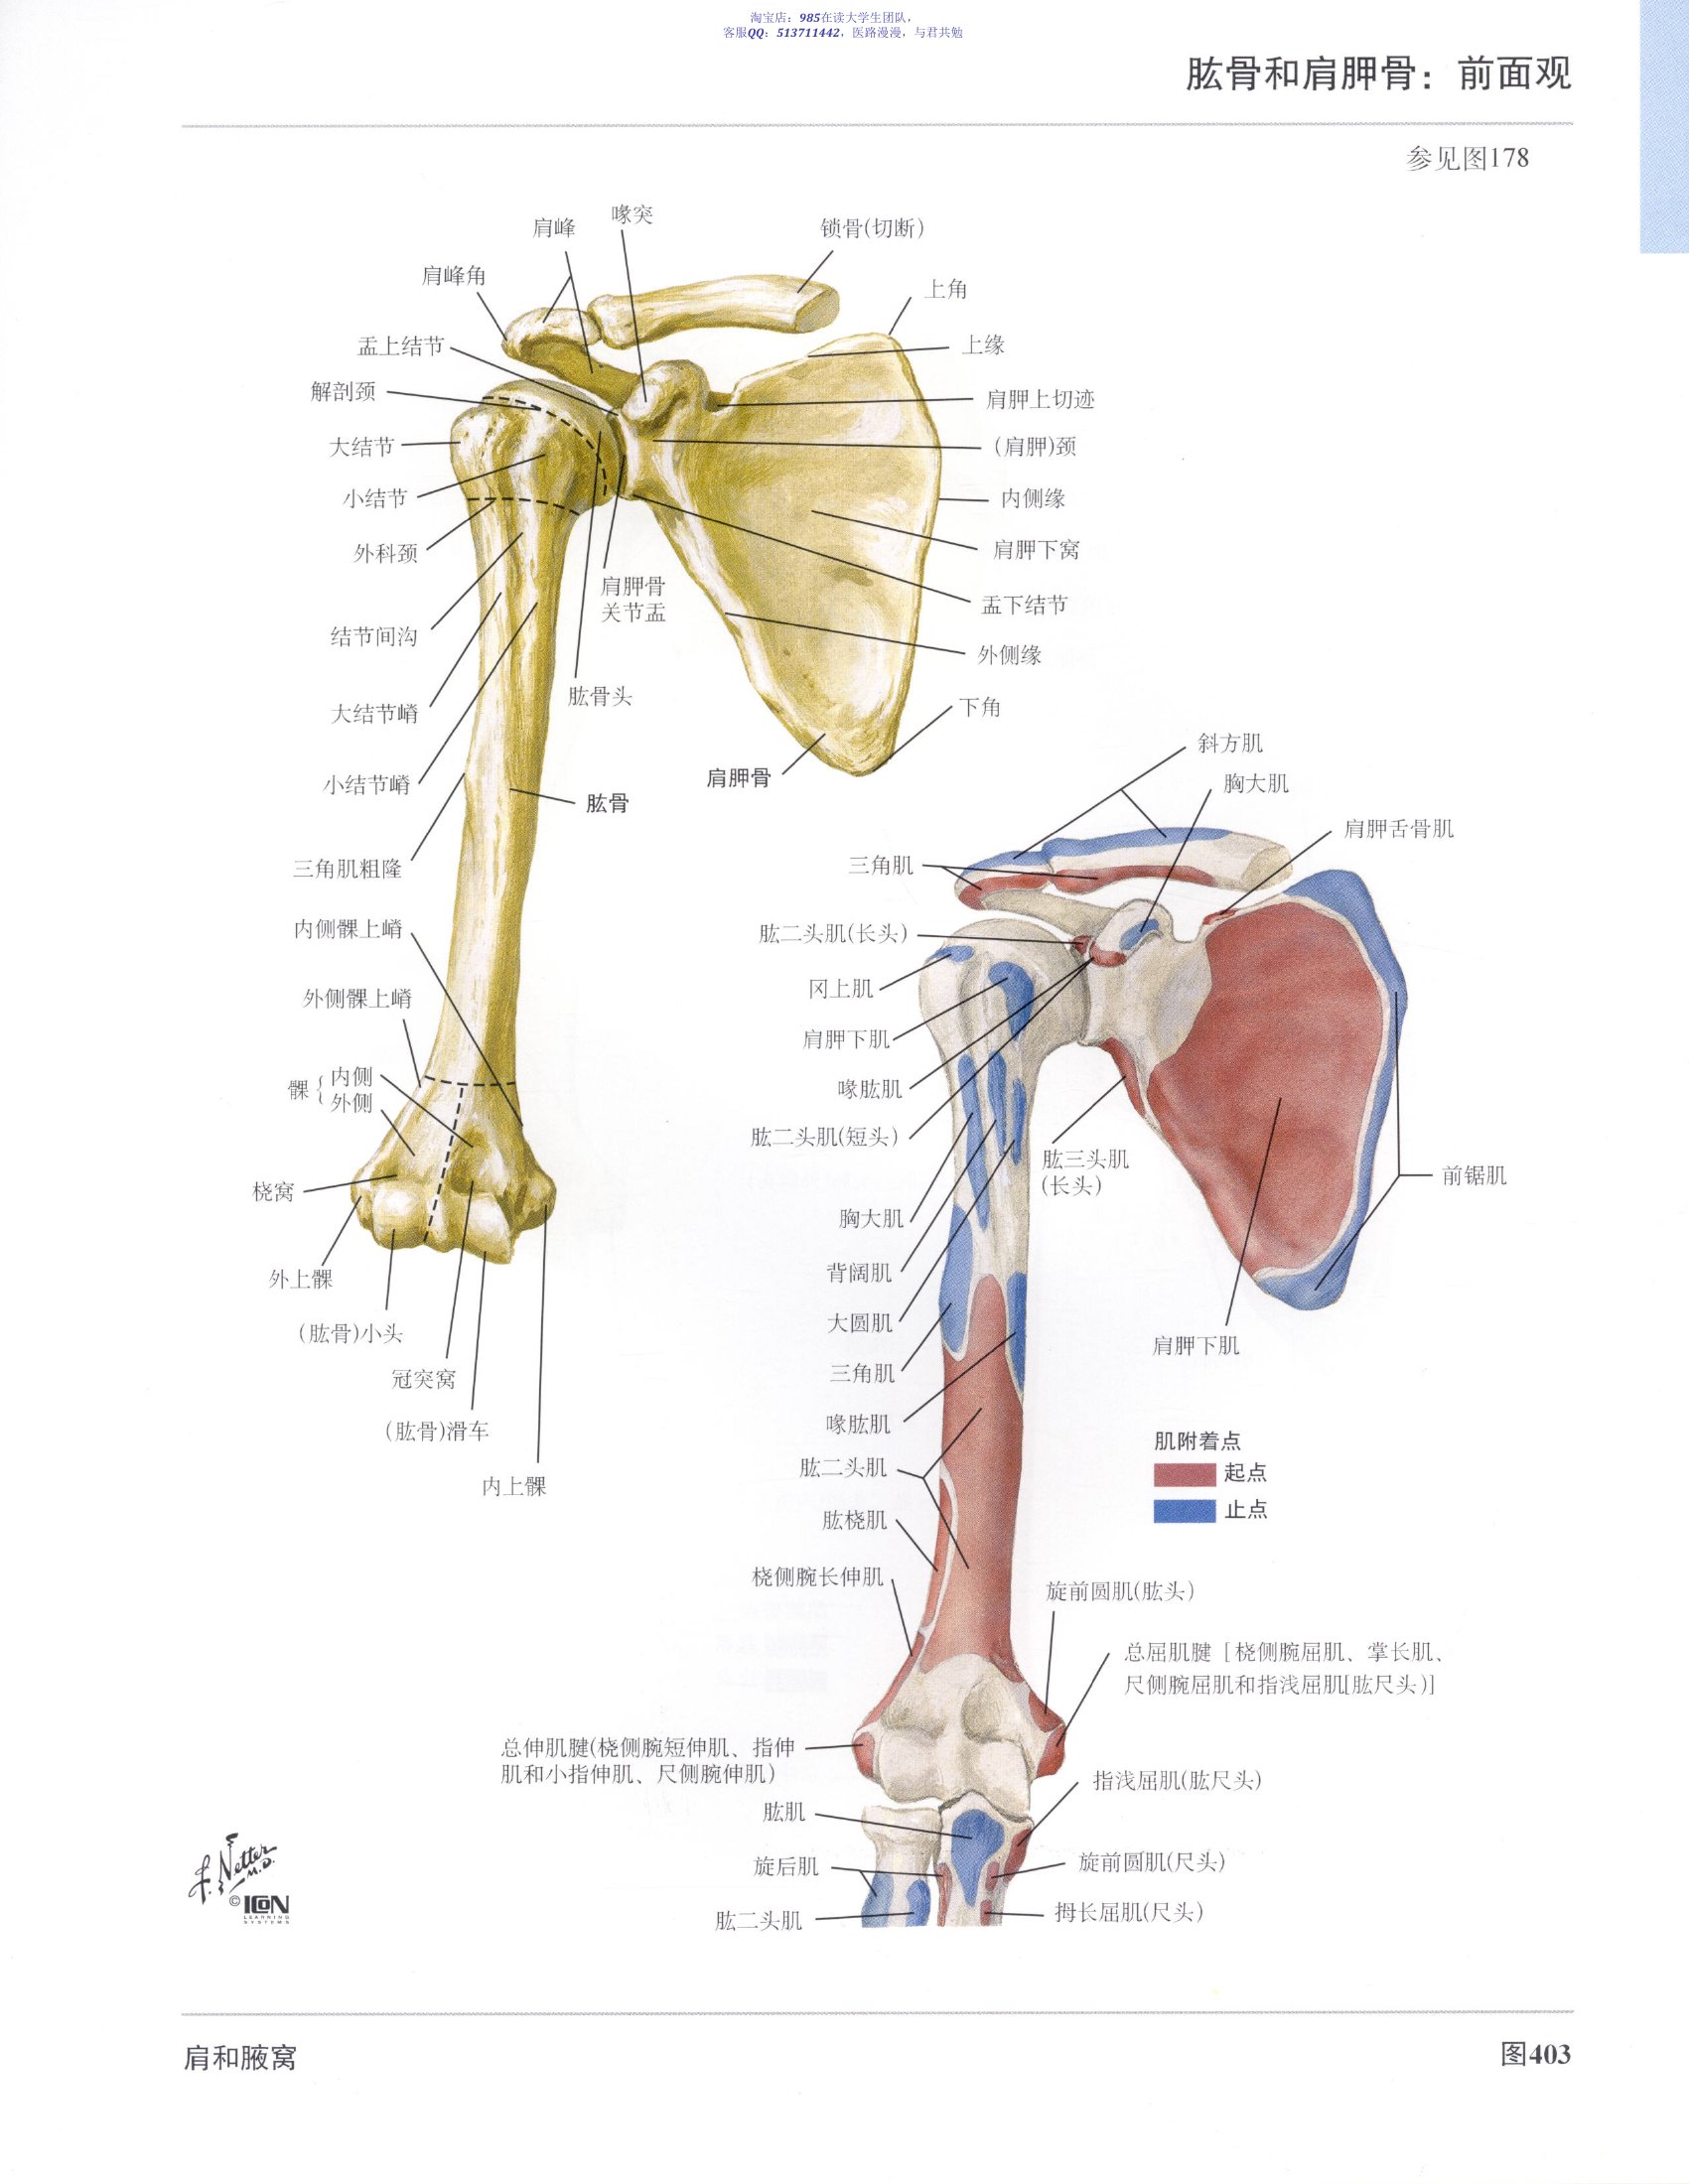 淘宝店：985在读大学生团队，
客服QQ：513711442，医路漫漫，与君共勉
肱骨和肩胛骨：前面观
参见图178
喙突
肩峰
锁骨(切断)
肩峰角
上角
盂上结节
上缘
解剖颈
肩胛上切迹
大结节
(肩胛)颈
小结节
内侧缘
外科颈
肩胛下窝
肩胛骨
关节盂
盂下结节
结节间沟
外侧缘
肱骨头
大结节嵴
下角
小结节嵴
肩胛骨
肱骨
三角肌粗隆
内侧髁上嵴
外侧髁上嵴
髁{内侧
外侧
桡窝
外上髁
(肱骨)小头
冠突窝
(肱骨)滑车
内上髁
斜方肌
胸大肌
肩胛舌骨肌
三角肌
肱二头肌(长头)
冈上肌
肩胛下肌
喙肱肌
肱二头肌(短头)
肱三头肌
(长头)
前锯肌
胸大肌
背阔肌
大圆肌
肩胛下肌
三角肌
喙肱肌
肌附着点
肱二头肌
起点
止点
肱桡肌
桡侧腕长伸肌
旋前圆肌(肱头)
总屈肌腱［桡侧腕屈肌、掌长肌、
尺侧腕屈肌和指浅屈肌[肱尺头)]
总伸肌腱(桡侧腕短伸肌、指伸
肌和小指伸肌、尺侧腕伸肌)
指浅屈肌(肱尺头)
肱肌
旋后肌
旋前圆肌(尺头)
肱二头肌
拇长屈肌(尺头)
F. Netter
M.D.
© ICON
LEARNING
SYSTEMS
肩和腋窝
图403